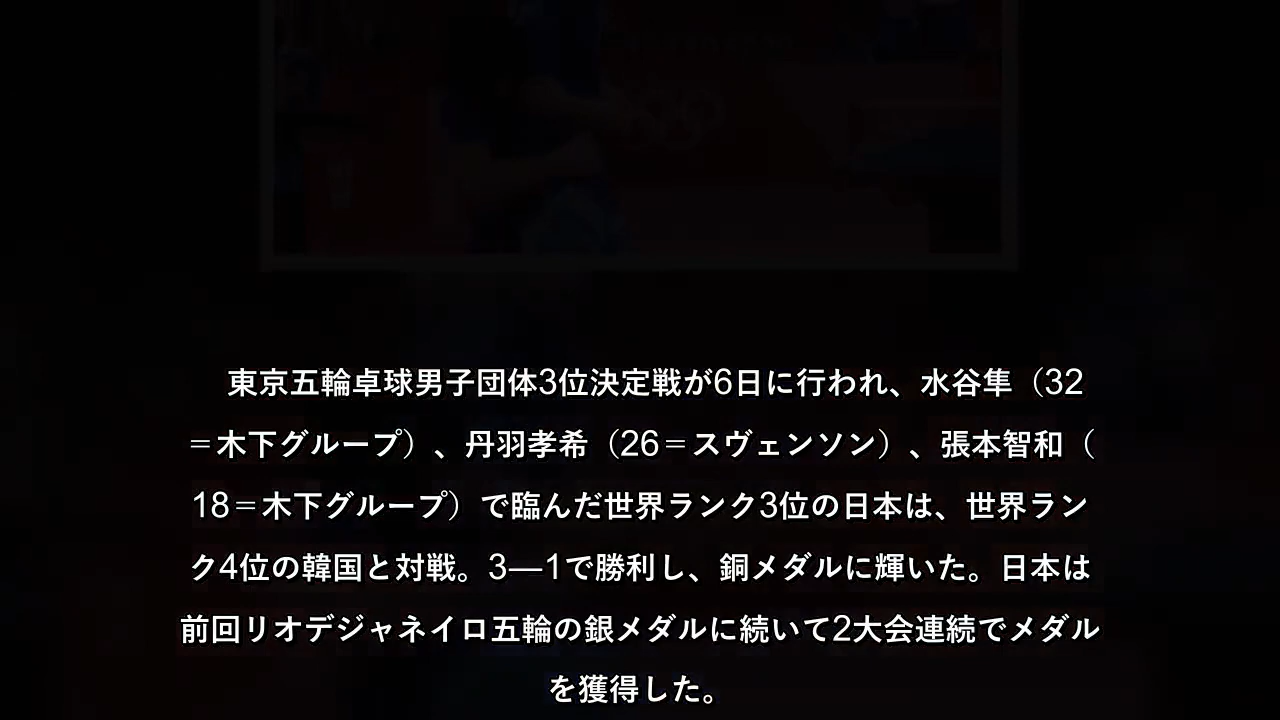 東京五輪卓球男子団体3位決定戦が6日に行われ、水谷隼（32
＝木下グループ）、丹羽孝希（26＝スヴェンソン）、張本智和（
18＝木下グループ）で臨んだ世界ランク3位の日本は、世界ラン
ク4位の韓国と対戦。3―1で勝利し、銅メダルに輝いた。日本は
前回リオデジャネイロ五輪の銀メダルに続いて2大会連続でメダル
を獲得した。